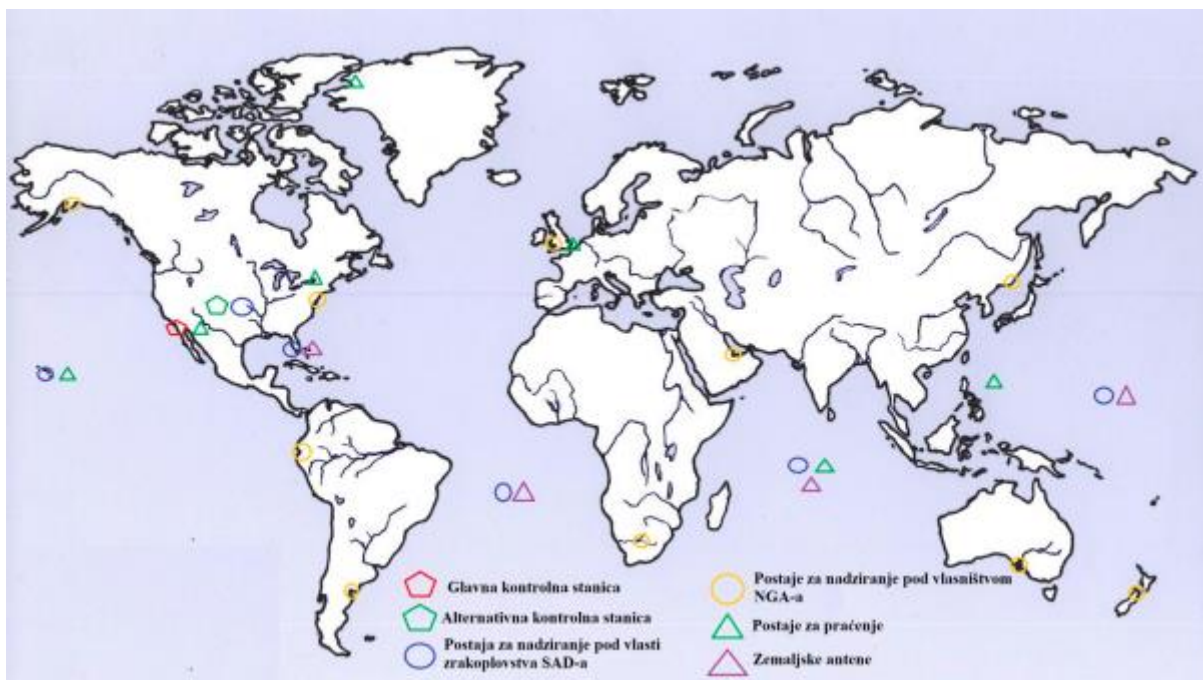 Glavna kontrolna stanica
Alternativna kontrolna stanica
Postaja za nadziranje pod vlasti
zrakoplovstva SAD-a
Postaje za nadziranje pod vlasništvom
NGA-a
Postaje za praćenje
Zemaljske antene